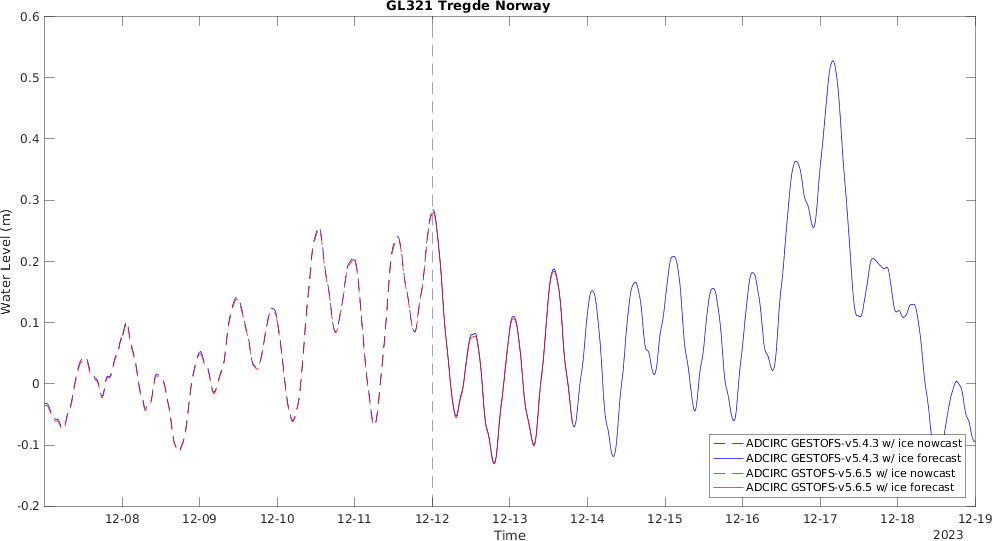 GL321 Tregde Norway
0.6
0.5
0.4
0.3
0.2
0.1
0
-0.1
-0.2
Water Level (m)
12-08 12-09 12-10 12-11 12-12 12-13 12-14 12-15 12-16 12-17 12-18 12-19
Time
2023
ADCIRC GESTOFS-v5.4.3 w/ ice nowcast
ADCIRC GESTOFS-v5.4.3 w/ ice forecast
ADCIRC GSTOFS-v5.6.5 w/ ice nowcast
ADCIRC GSTOFS-v5.6.5 w/ ice forecast